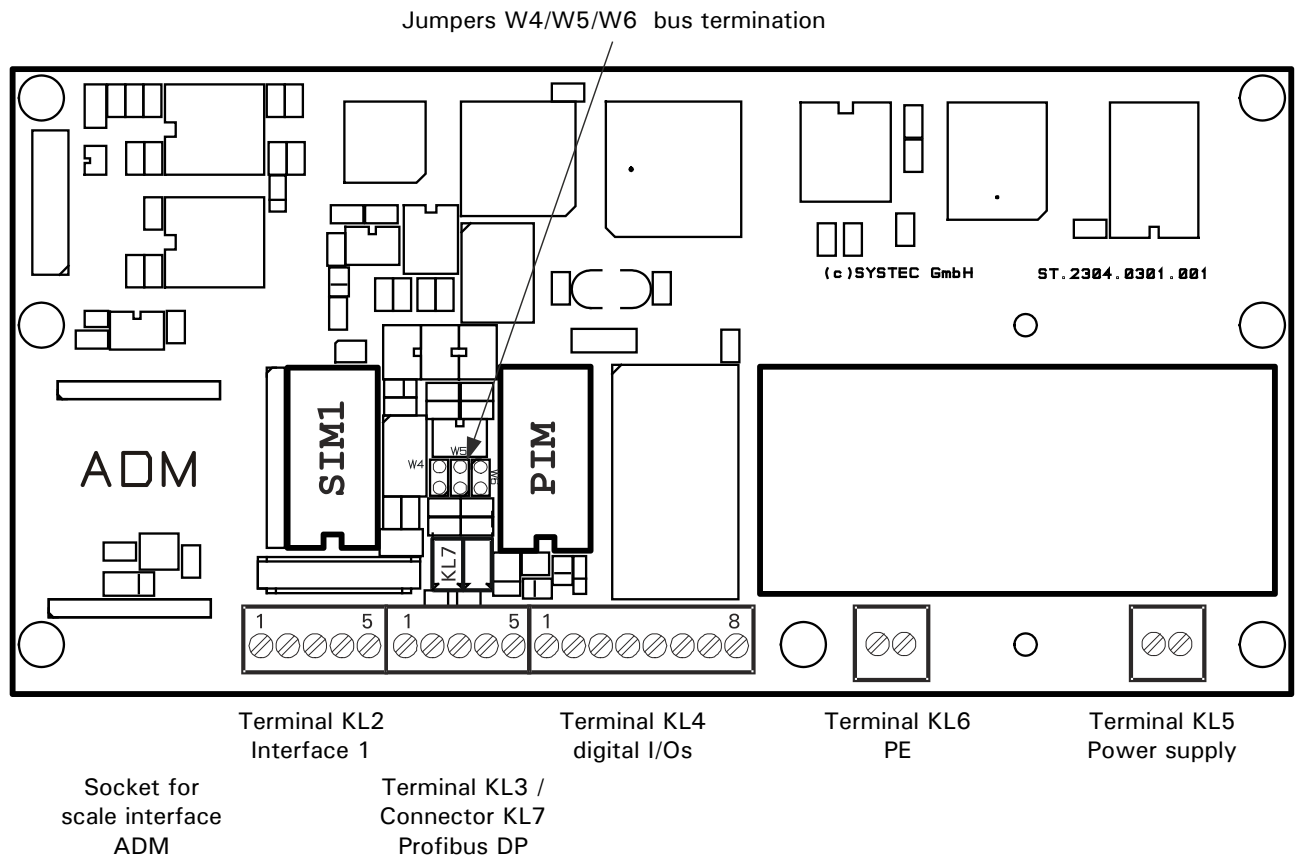 Jumpers W4/W5/W6 bus termination
(c)SYSTEC GmbH
ST.2304.0301.001
SIM1
PIM
W5
W4
W6
ADM
KL7
1 5
1 5
1 8
Terminal KL2
Interface 1
Terminal KL4
digital I/Os
Terminal KL6
PE
Terminal KL5
Power supply
Socket for
scale interface
ADM
Terminal KL3 /
Connector KL7
Profibus DP